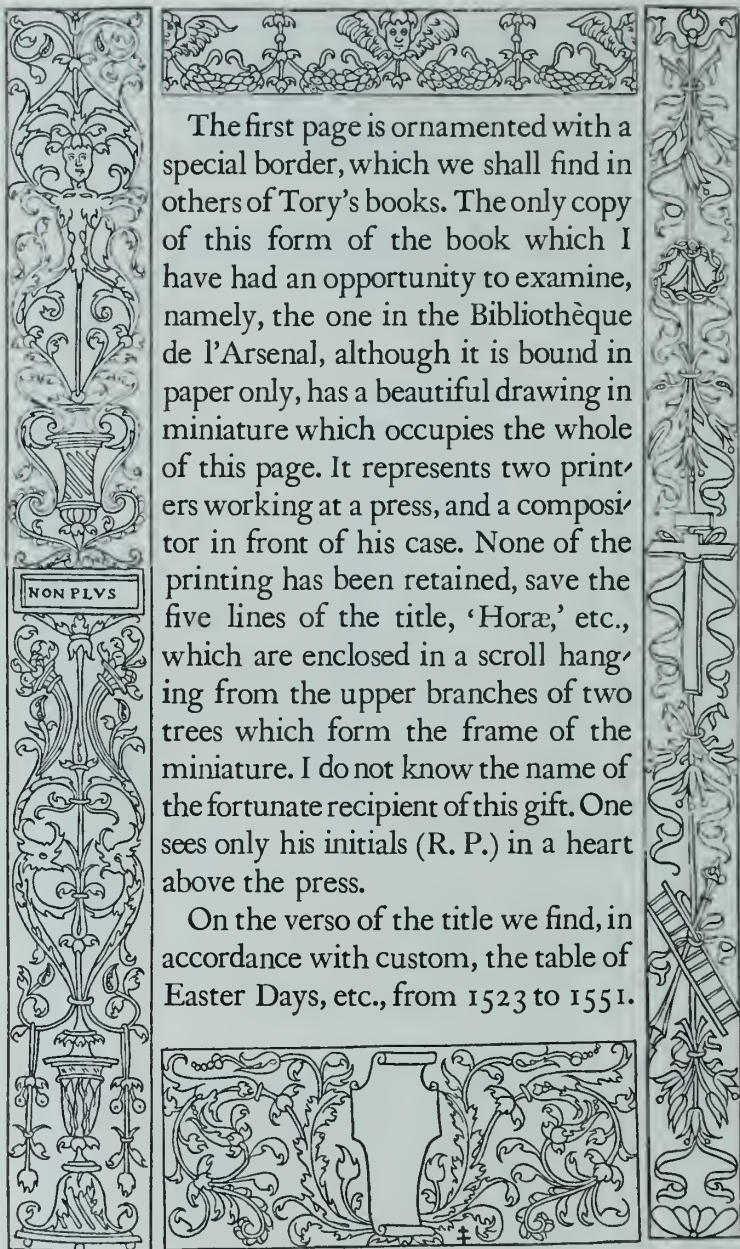 The first page is ornamented with a
special border, which we shall find in
others of Tory's books. The only copy
of this form of the book which I
have had an opportunity to examine,
namely, the one in the Bibliothèque
de l'Arsenal, although it is bound in
paper only, has a beautiful drawing in
miniature which occupies the whole
of this page. It represents two print-
ers working at a press, and a composi-
tor in front of his case. None of the
printing has been retained, save the
five lines of the title, ‘Horæ,’ etc.,
which are enclosed in a scroll hang-
ing from the upper branches of two
trees which form the frame of the
miniature. I do not know the name of
the fortunate recipient of this gift. One
sees only his initials (R. P.) in a heart
above the press.
On the verso of the title we find, in
accordance with custom, the table of
Easter Days, etc., from 1523 to 1551.
NON PLVS